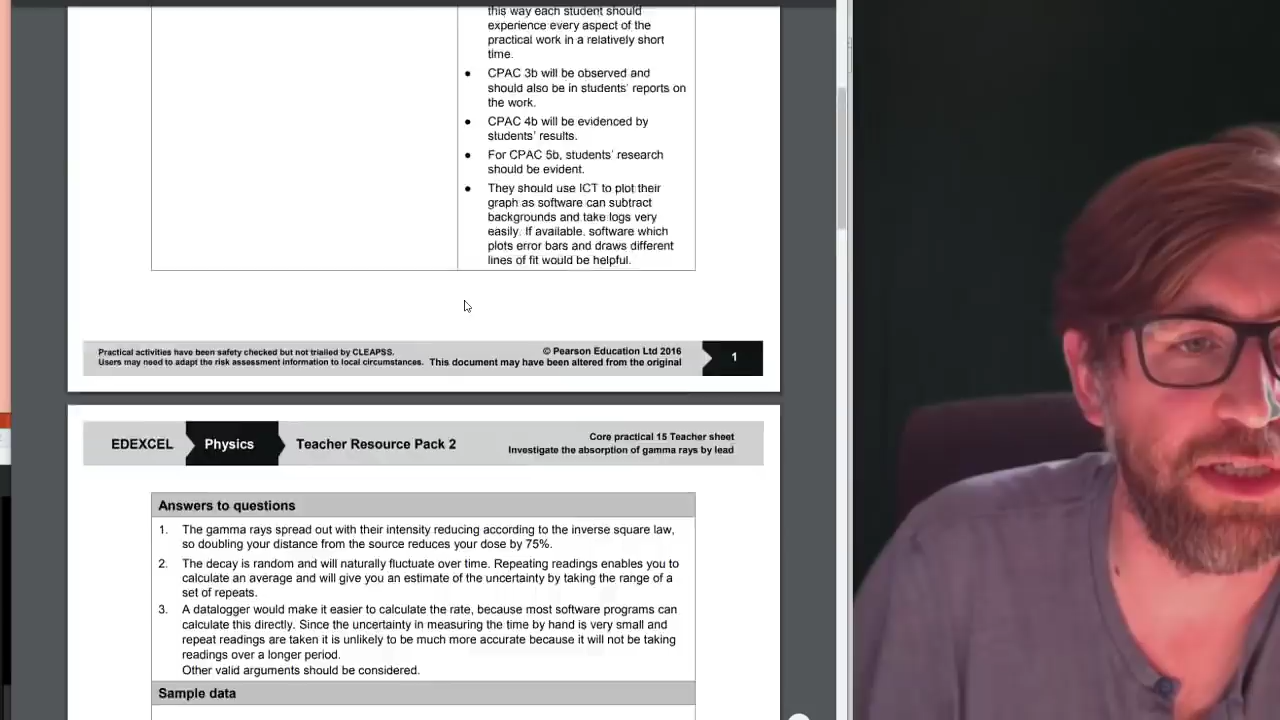 this way each student should
experience every aspect of the
practical work in a relatively short
time.
● CPAC 3b will be observed and
should also be in students' reports on
the work.
● CPAC 4b will be evidenced by
students' results.
● For CPAC 5b, students' research
should be evident.
● They should use ICT to plot their
graph as software can subtract
backgrounds and take logs very
easily. If available, software which
plots error bars and draws different
lines of fit would be helpful.
Practical activities have been safety checked but not trialled by CLEAPSS.
Users may need to adapt the risk assessment information to local circumstances.
© Pearson Education Ltd 2016
This document may have been altered from the original
1
EDEXCEL Physics Teacher Resource Pack 2
Core practical 15 Teacher sheet
Investigate the absorption of gamma rays by lead
Answers to questions
1. The gamma rays spread out with their intensity reducing according to the inverse square law,
so doubling your distance from the source reduces your dose by 75%.
2. The decay is random and will naturally fluctuate over time. Repeating readings enables you to
calculate an average and will give you an estimate of the uncertainty by taking the range of a
set of repeats.
3. A datalogger would make it easier to calculate the rate, because most software programs can
calculate this directly. Since the uncertainty in measuring the time by hand is very small and
repeat readings are taken it is unlikely to be much more accurate because it will not be taking
readings over a longer period.
Other valid arguments should be considered.
Sample data